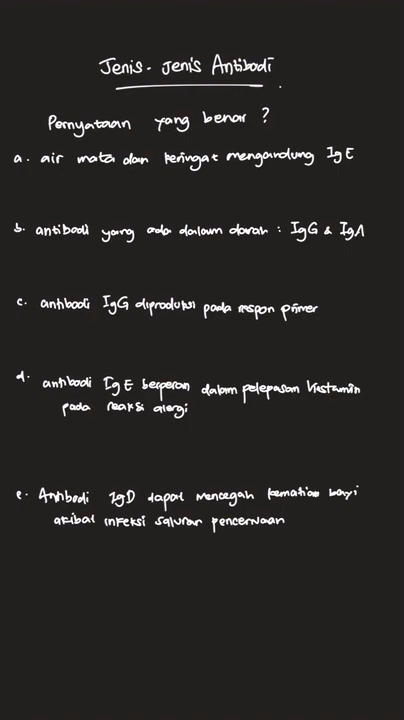 Jenis - jenis Antibodi
Pernyataan yang benar ?
a. air mata dan keringat mengandung IgE
b. antibodi yang ada dalam darah : IgG & IgA
c. antibodi IgG diproduksi pada respon primer
d. antibodi IgE berperan dalam pelepasan histamin
pada reaksi alergi
e. Antibodi IgD dapat mencegah kematian bayi
akibat infeksi saluran pencernaan